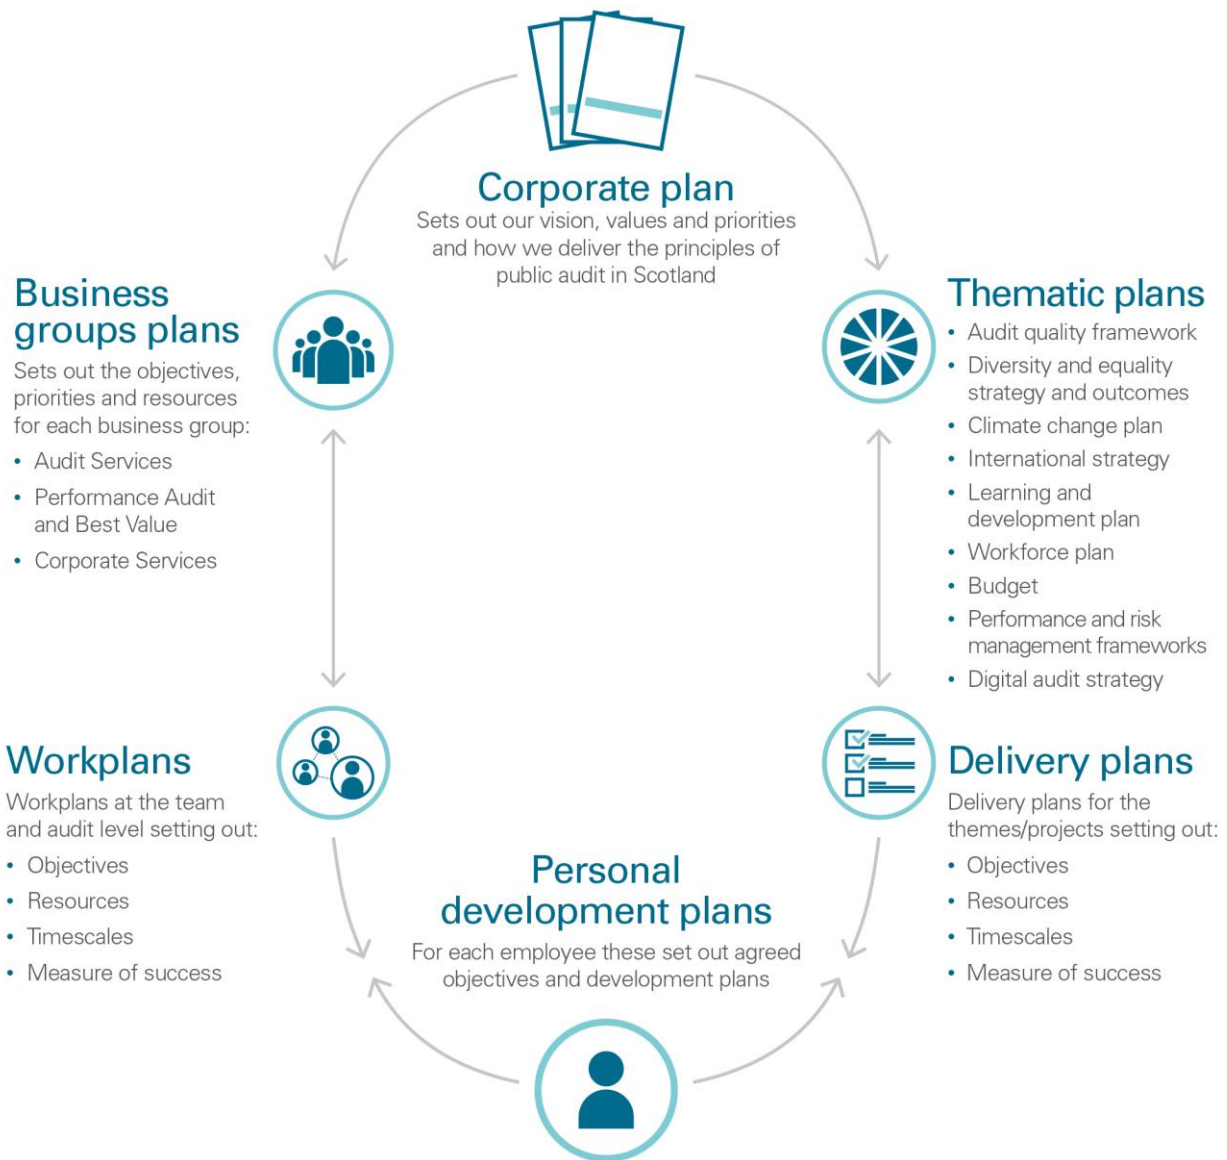 Corporate plan
Sets out our vision, values and priorities
and how we deliver the principles of
public audit in Scotland
Business
groups plans
Sets out the objectives,
priorities and resources
for each business group:
• Audit Services
• Performance Audit
and Best Value
• Corporate Services
Thematic plans
• Audit quality framework
• Diversity and equality
strategy and outcomes
• Climate change plan
• International strategy
• Learning and
development plan
• Workforce plan
• Budget
• Performance and risk
management frameworks
• Digital audit strategy
Workplans
Workplans at the team
and audit level setting out:
• Objectives
• Resources
• Timescales
• Measure of success
Personal
development plans
For each employee these set out agreed
objectives and development plans
Delivery plans
Delivery plans for the
themes/projects setting out:
• Objectives
• Resources
• Timescales
• Measure of success